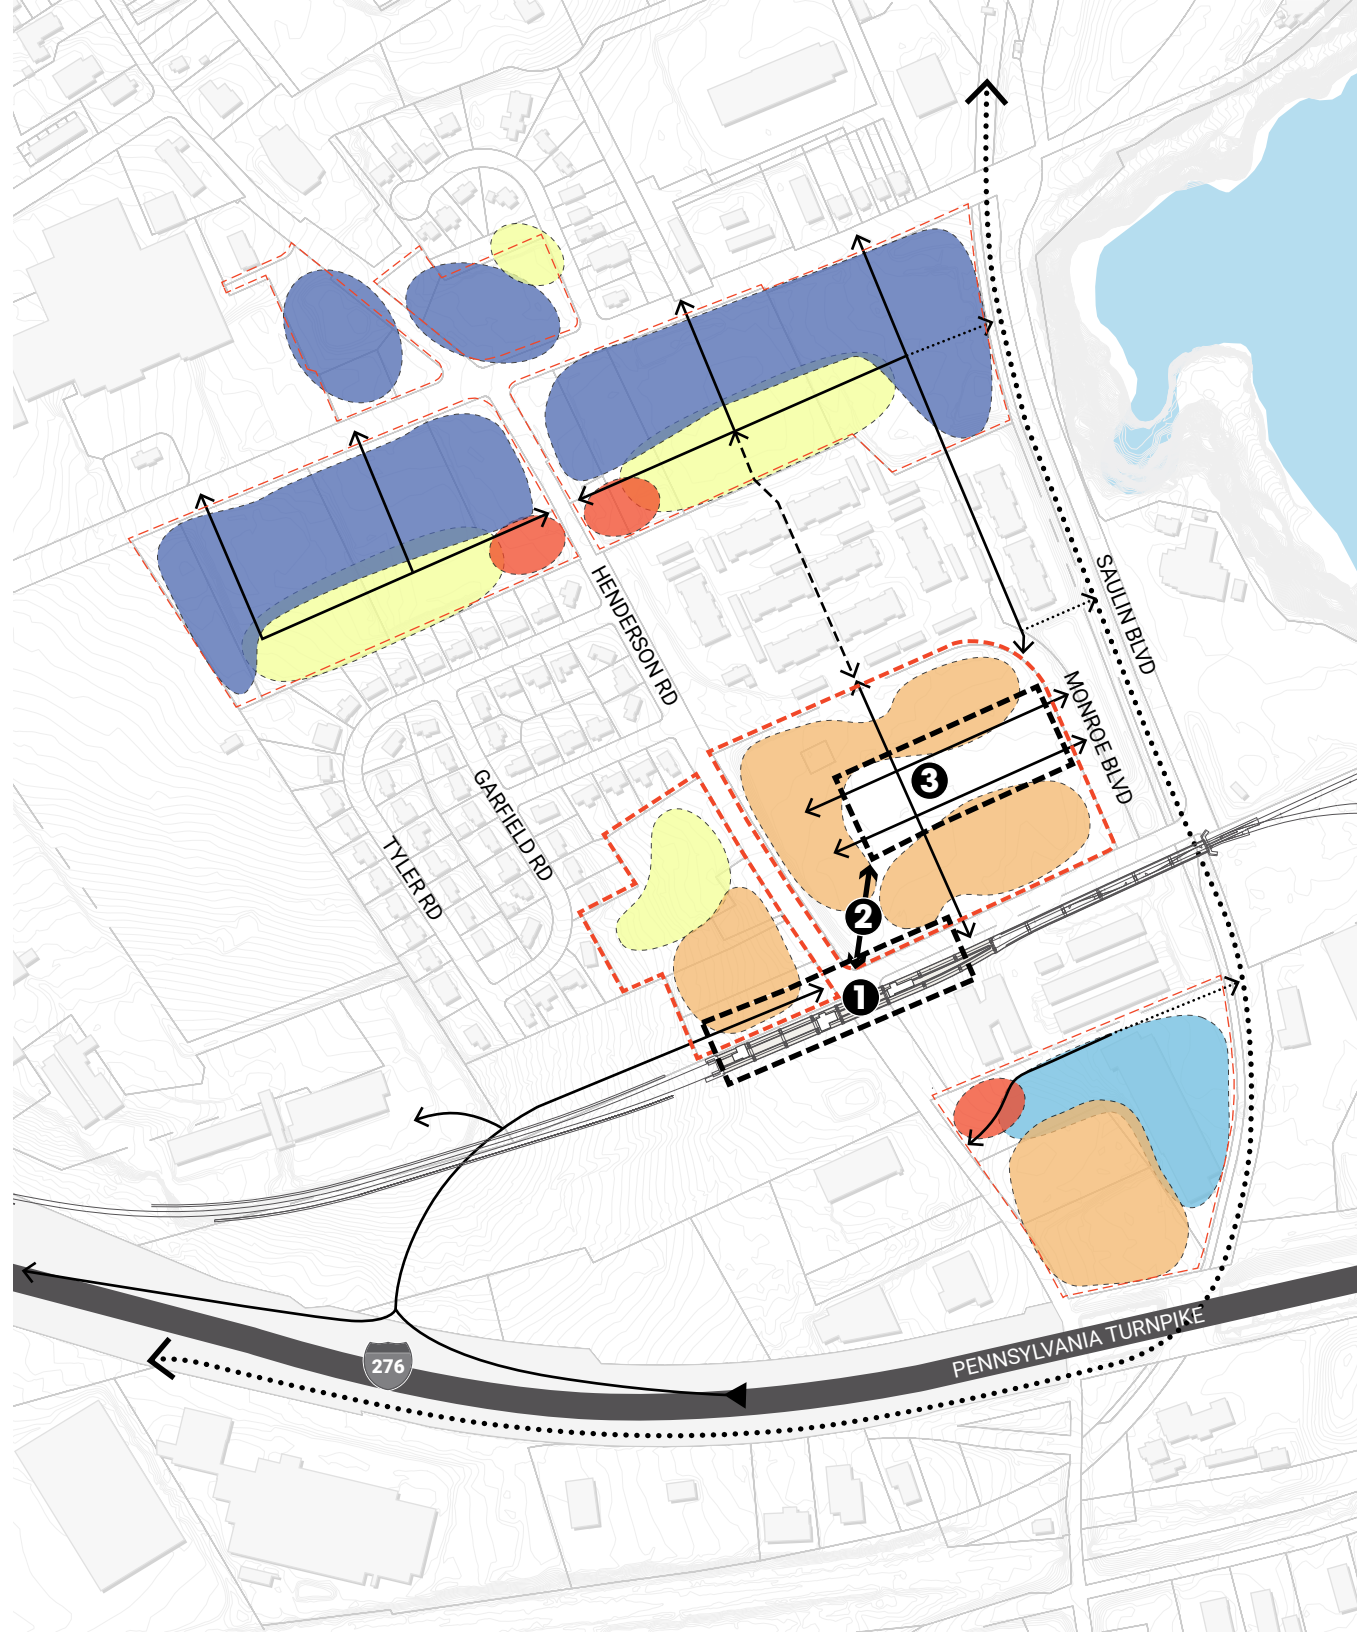 HENDERSON RD
SAULIN BLVD
MONROE BLVD
3
GARFIELD RD
TYLER RD
2
1
PENNSYLVANIA TURNPIKE
276